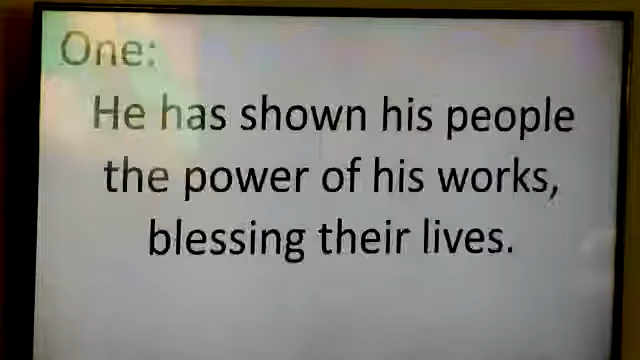 One:
He has shown his people
the power of his works,
blessing their lives.